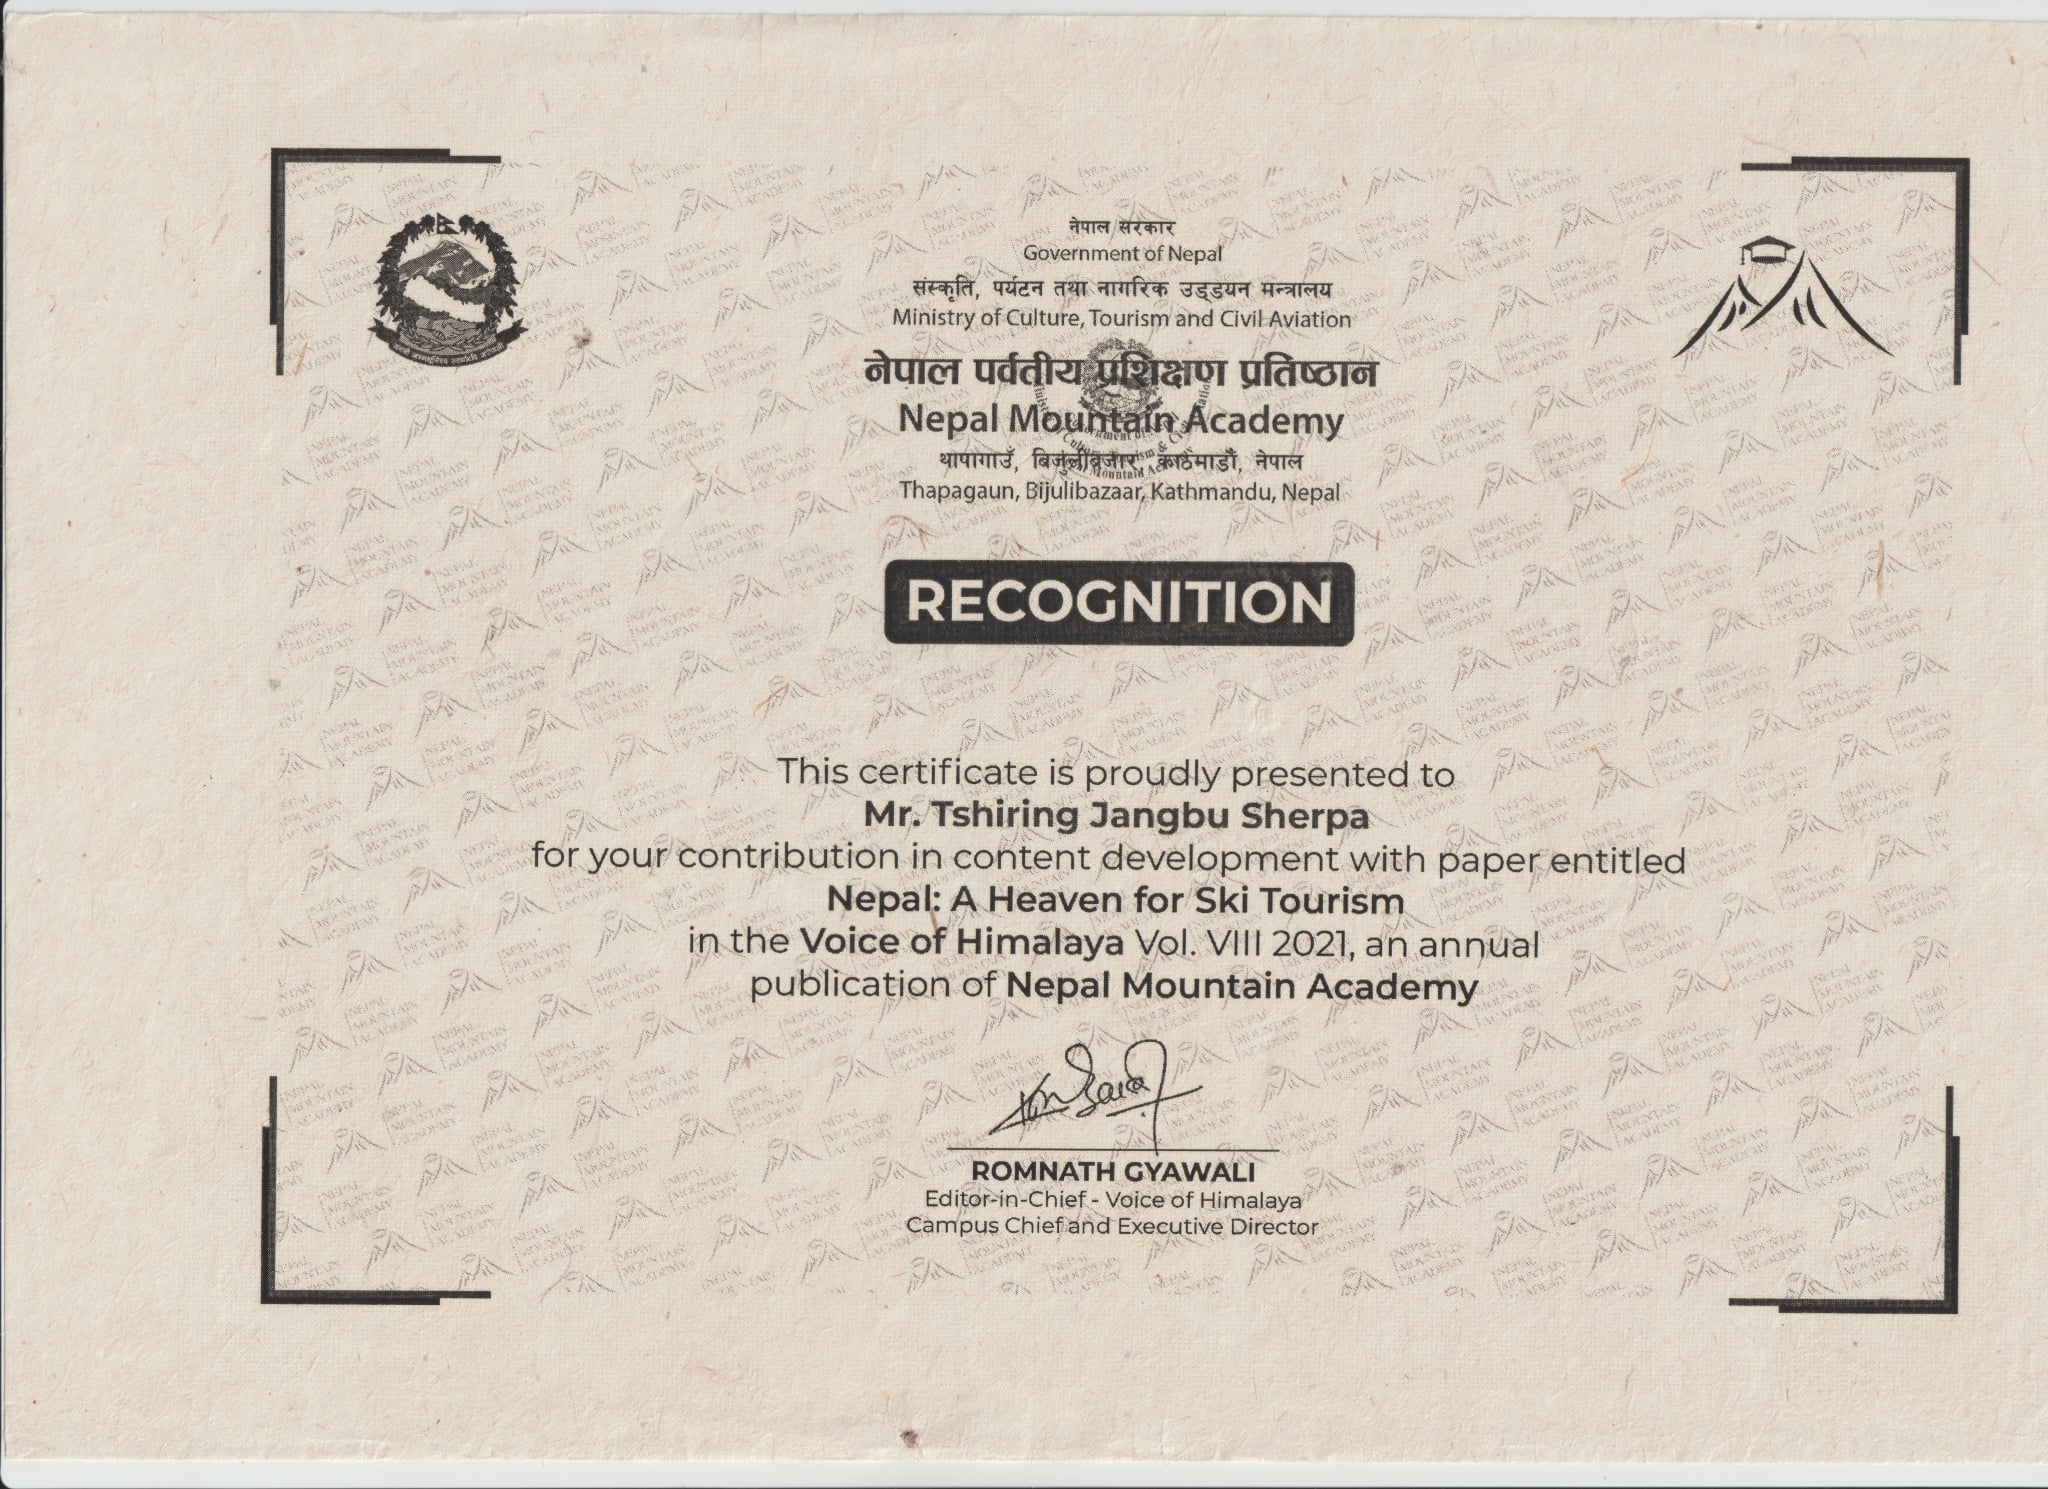 नेपाल सरकार
Government of Nepal
संस्कृति, पर्यटन तथा नागरिक उड्डयन मन्त्रालय
Ministry of Culture, Tourism and Civil Aviation
नेपाल पर्वतीय प्रशिक्षण प्रतिष्ठान
Nepal Mountain Academy
थापागाउँ, बिजुलीबजार, काठमाडौं, नेपाल
Thapagaun, Bijulibazaar, Kathmandu, Nepal
RECOGNITION
This certificate is proudly presented to
Mr. Tshiring Jangbu Sherpa
for your contribution in content development with paper entitled
Nepal: A Heaven for Ski Tourism
in the Voice of Himalaya Vol. VIII 2021, an annual
publication of Nepal Mountain Academy
ROMNATH GYAWALI
Editor-in-Chief - Voice of Himalaya
Campus Chief and Executive Director